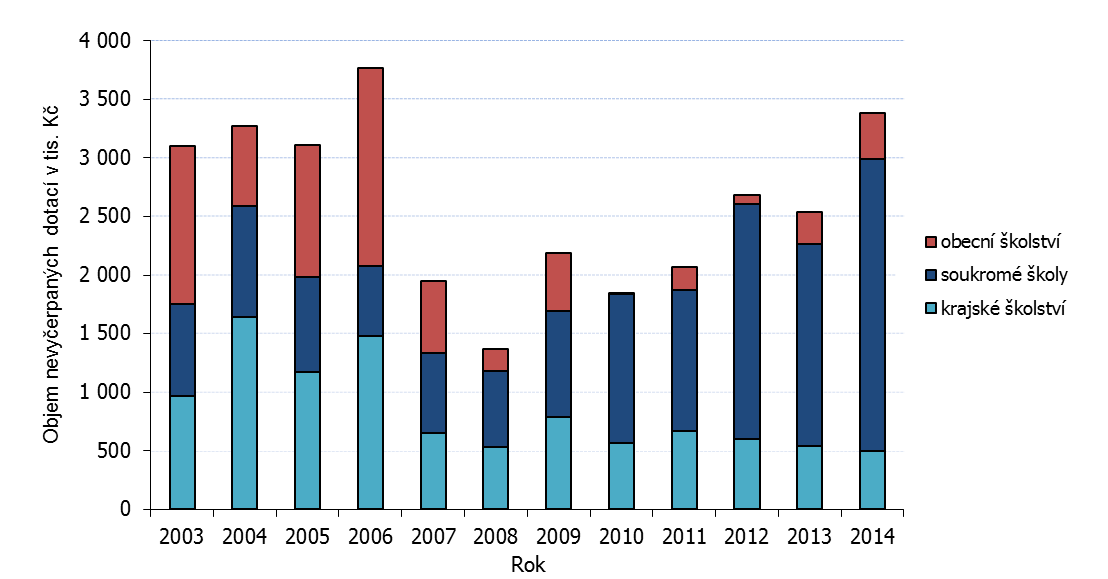 Objem nevyčerpaných dotací v tis. Kč
4 000
3 500
3 000
2 500
2 000
1 500
1 000
500
0
2003 2004 2005 2006 2007 2008 2009 2010 2011 2012 2013 2014
Rok
obecní školství
soukromé školy
krajské školství